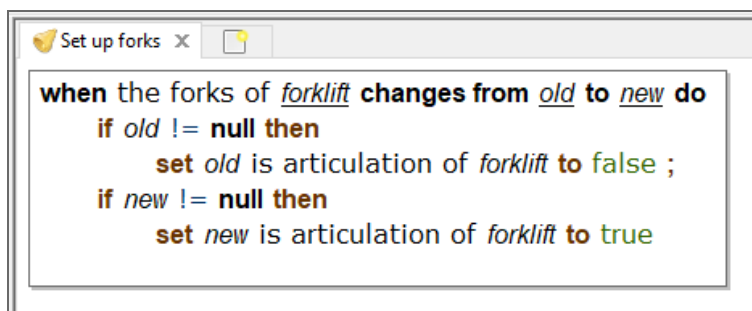 Set up forks
when the forks of forklift changes from old to new do
if old != null then
set old is articulation of forklift to false ;
if new != null then
set new is articulation of forklift to true